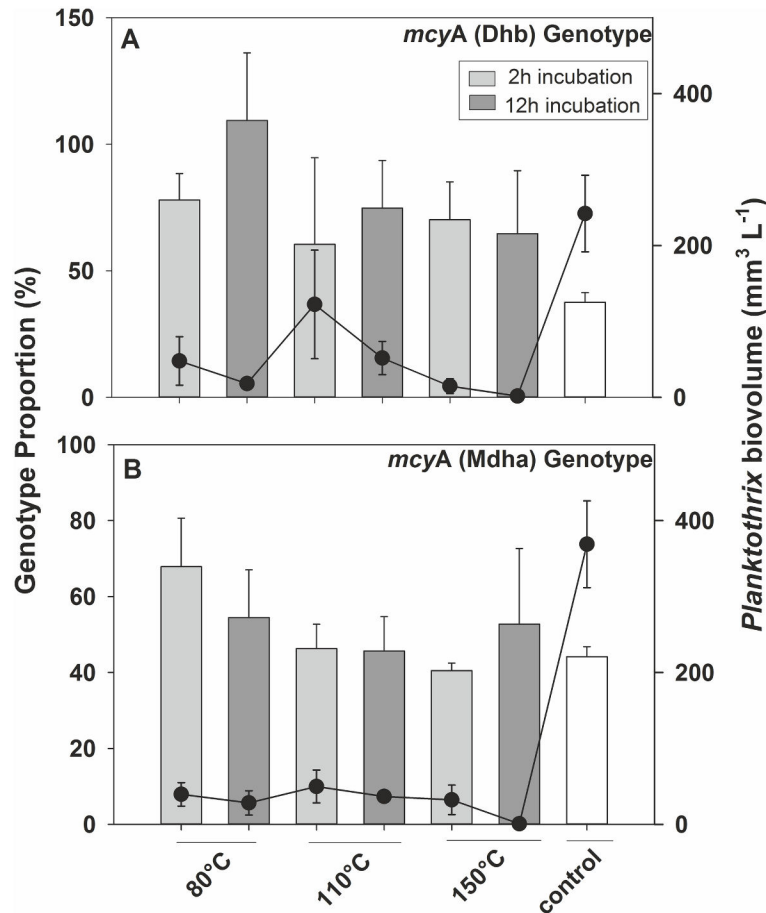 A
mcyA (Dhb) Genotype
2h incubation
12h incubation
150
100
50
0
400
200
0
B
mcyA (Mdha) Genotype
100
80
60
40
20
0
400
200
0
Genotype Proportion (%)
Planktothrix biovolume (mm³ L⁻¹)
80°C
110°C
150°C
control